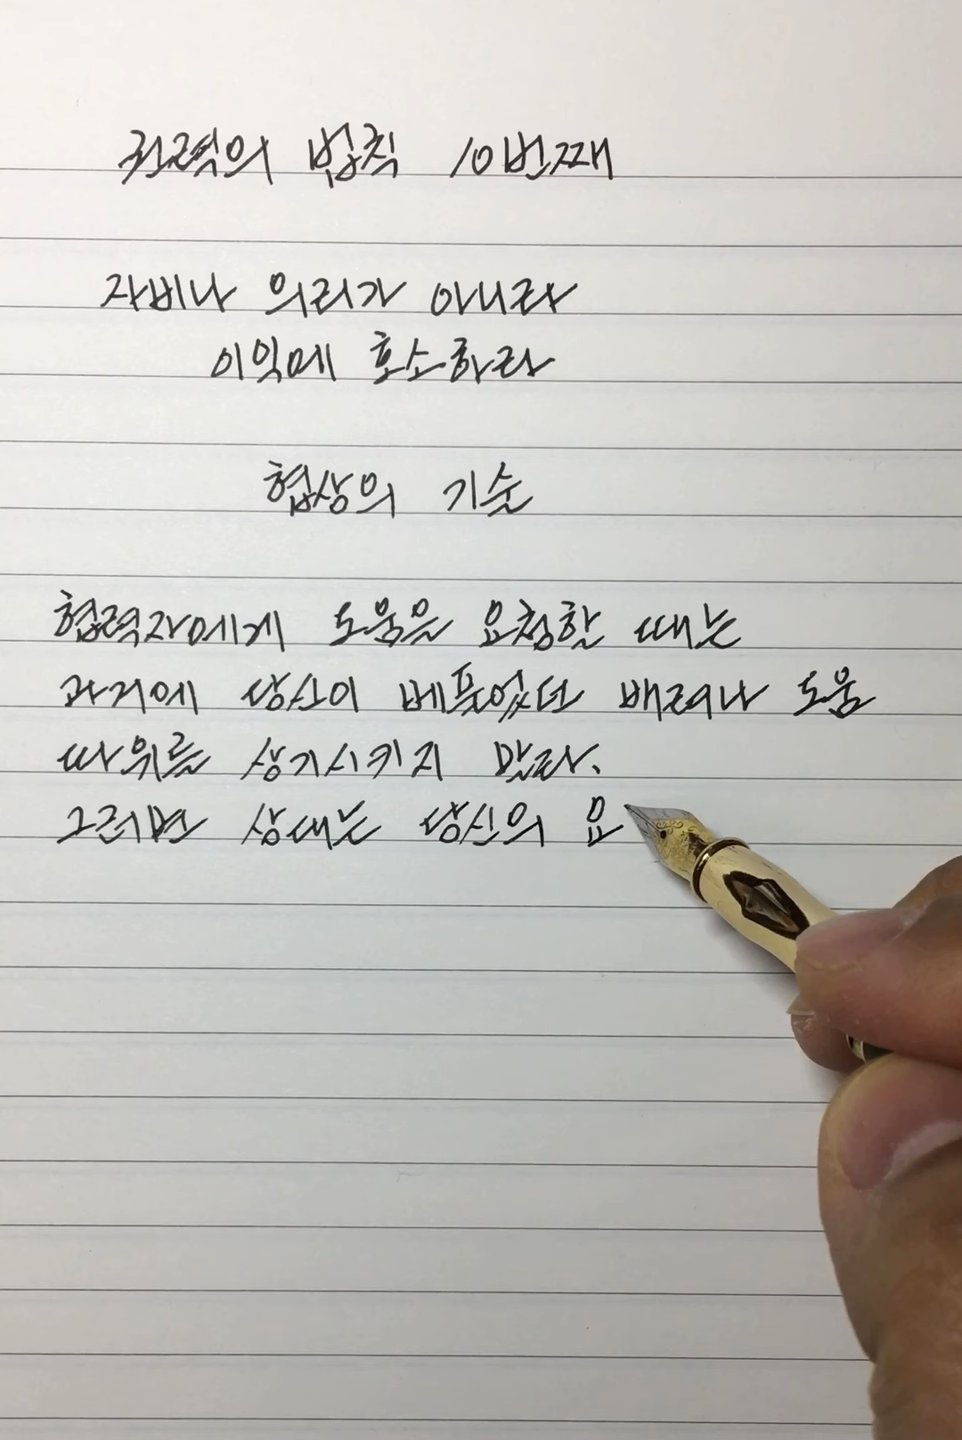 권력의 법칙 10번째
자비나 의리가 아니라
이익에 호소하라
협상의 기술
협력자에게 도움을 요청할 때는
과거에 당신이 베풀었던 배려나 도움
따위를 상기시키지 말라.
그러면 상대는 당신의 요